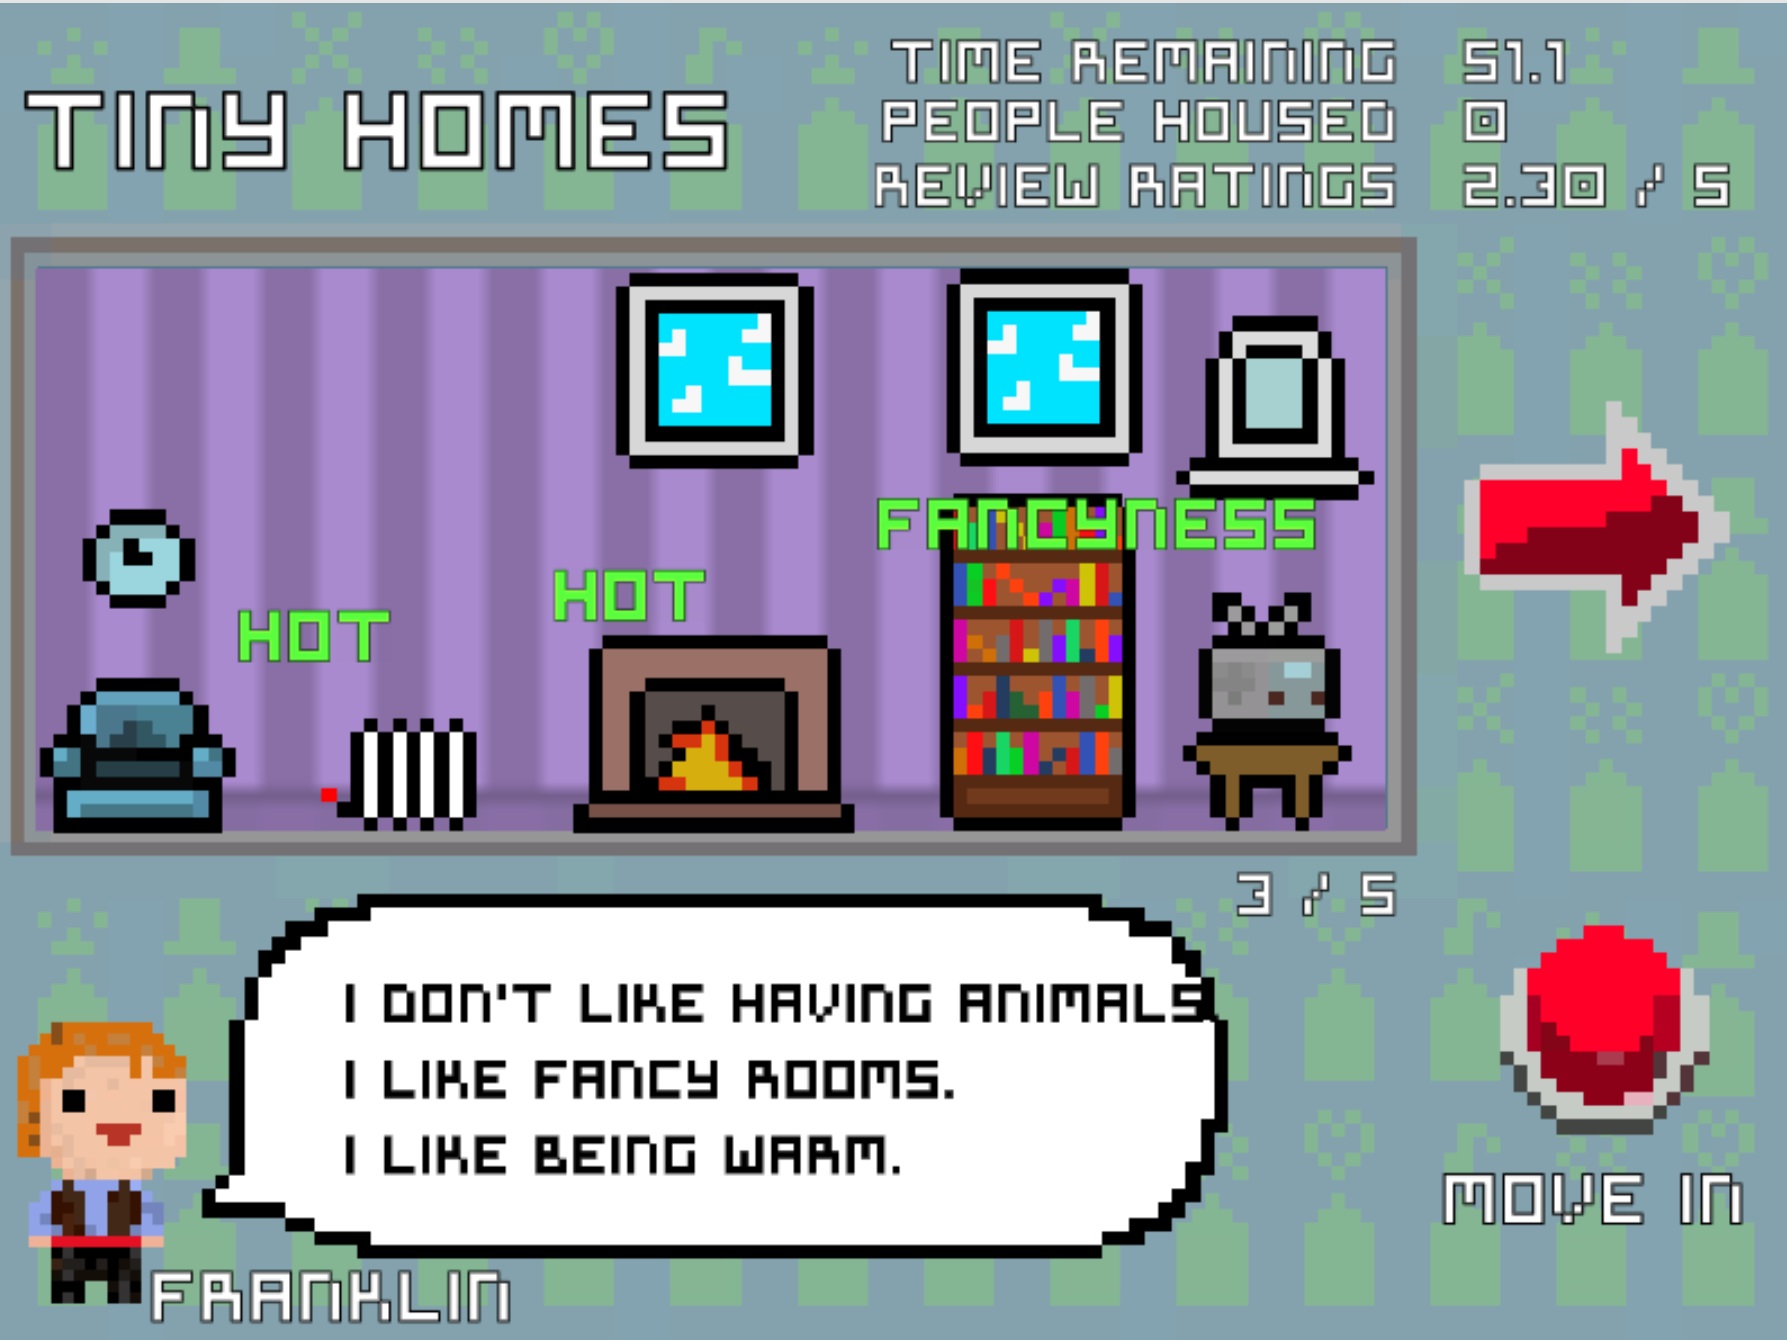 TINY HOMES
TIME REMAINING 51.1
PEOPLE HOUSED 0
REVIEW RATINGS 2.30 / 5
FANCYNESS
HOT
HOT
3 / 5
I DON'T LIKE HAVING ANIMALS
I LIKE FANCY ROOMS.
I LIKE BEING WARM.
MOVE IN
FRANKLIN